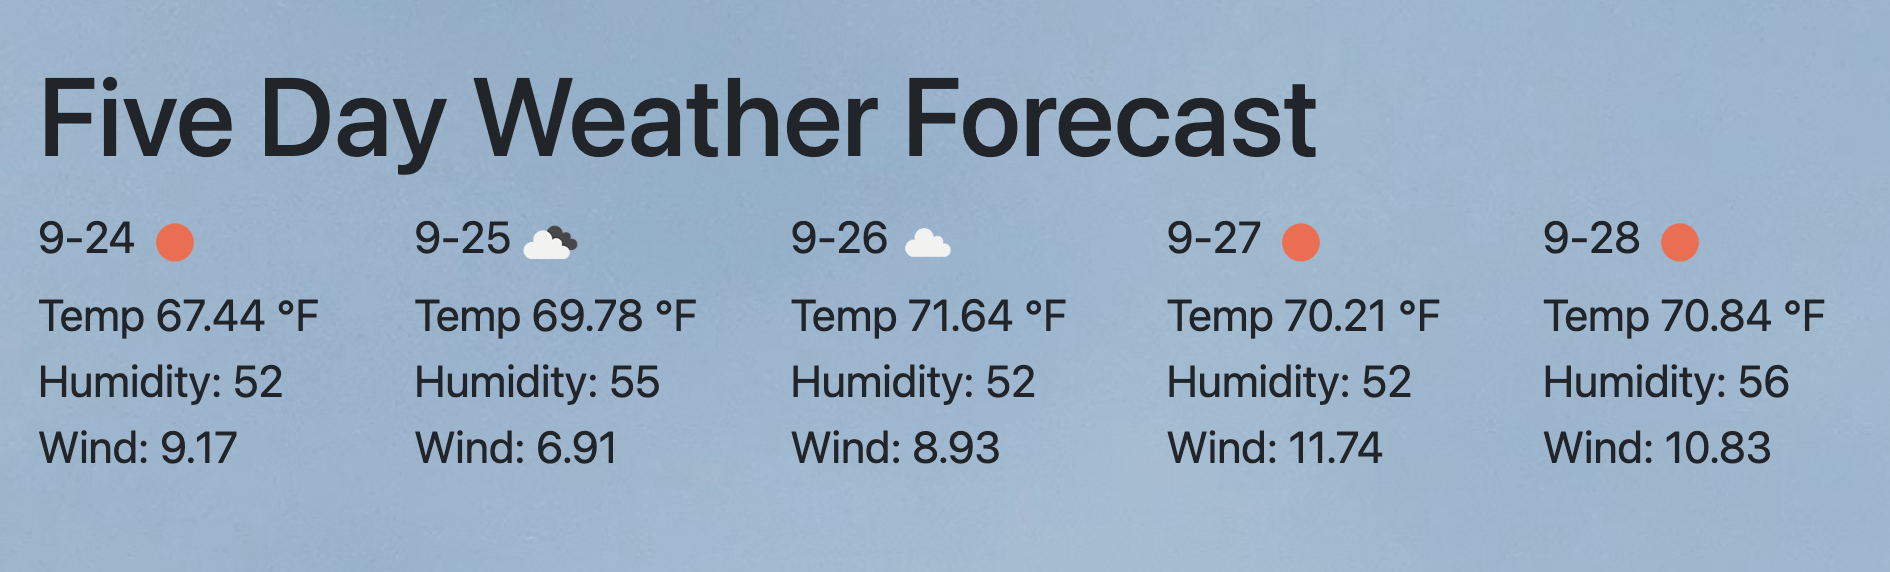 Five Day Weather Forecast
9-24
Temp 67.44 °F
Humidity: 52
Wind: 9.17
9-25
Temp 69.78 °F
Humidity: 55
Wind: 6.91
9-26
Temp 71.64 °F
Humidity: 52
Wind: 8.93
9-27
Temp 70.21 °F
Humidity: 52
Wind: 11.74
9-28
Temp 70.84 °F
Humidity: 56
Wind: 10.83